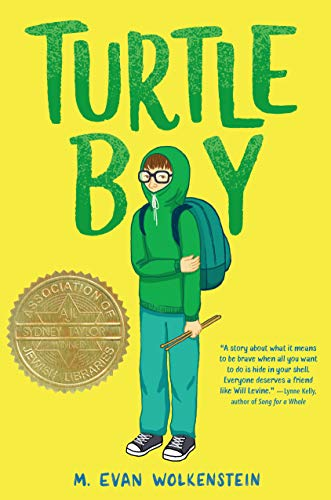 TURTLE
BOY
ASSOCIATION OF
AJL
SYDNEY TAYLOR
WINNER
JEWISH LIBRARIES
"A story about what it means
to be brave when all you want
to do is hide in your shell.
Everyone deserves a friend
like Will Levine." —Lynne Kelly,
author of Song for a Whale
M. EVAN WOLKENSTEIN